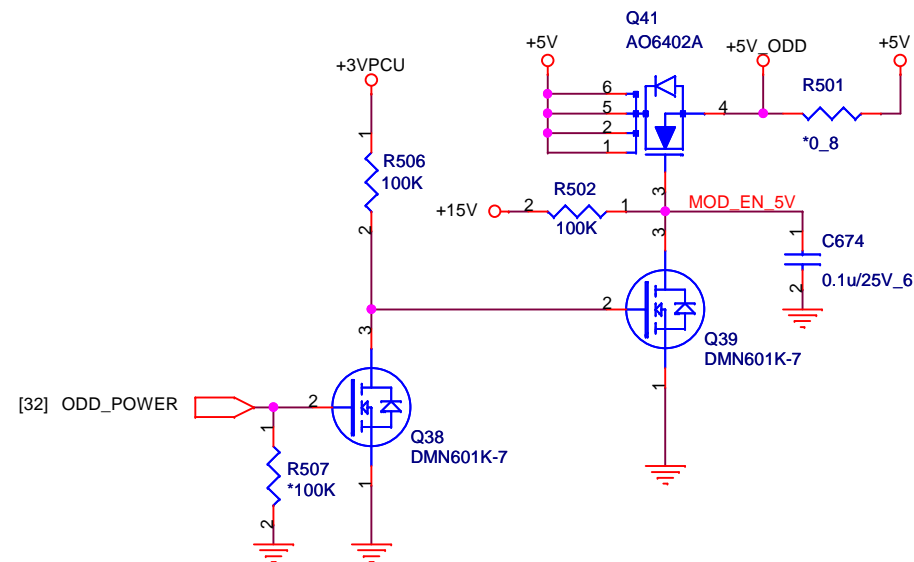 Q41
AO6402A
+5V
+5V_ODD
+5V
+3VPCU
R501
6
5
2
1
4
*0_8
1
R506
100K
2
3
R502
+15V
2
1
100K
MOD_EN_5V
3
1
C674
0.1u/25V_6
2
2
3
Q39
DMN601K-7
1
[32] ODD_POWER
2
1
R507
*100K
2
Q38
DMN601K-7
1